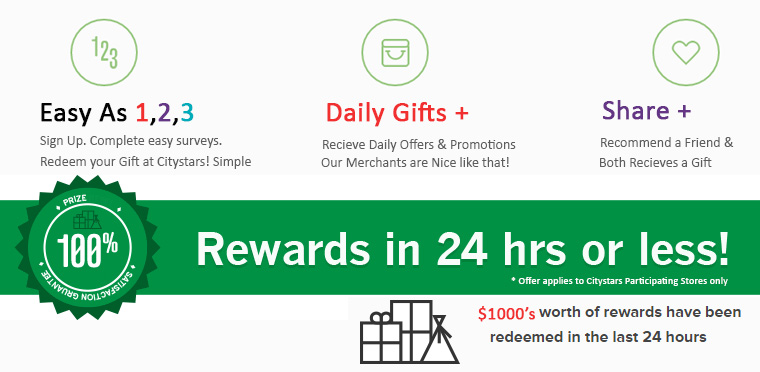 123
Easy As 1,2,3
Sign Up. Complete easy surveys.
Redeem your Gift at Citystars! Simple
Daily Gifts +
Recieve Daily Offers & Promotions
Our Merchants are Nice like that!
Share +
Recommend a Friend &
Both Recieves a Gift
PRIZE
100%
SATISFACTION GRUANTEE
Rewards in 24 hrs or less!
* Offer applies to Citystars Participating Stores only
$1000's worth of rewards have been
redeemed in the last 24 hours